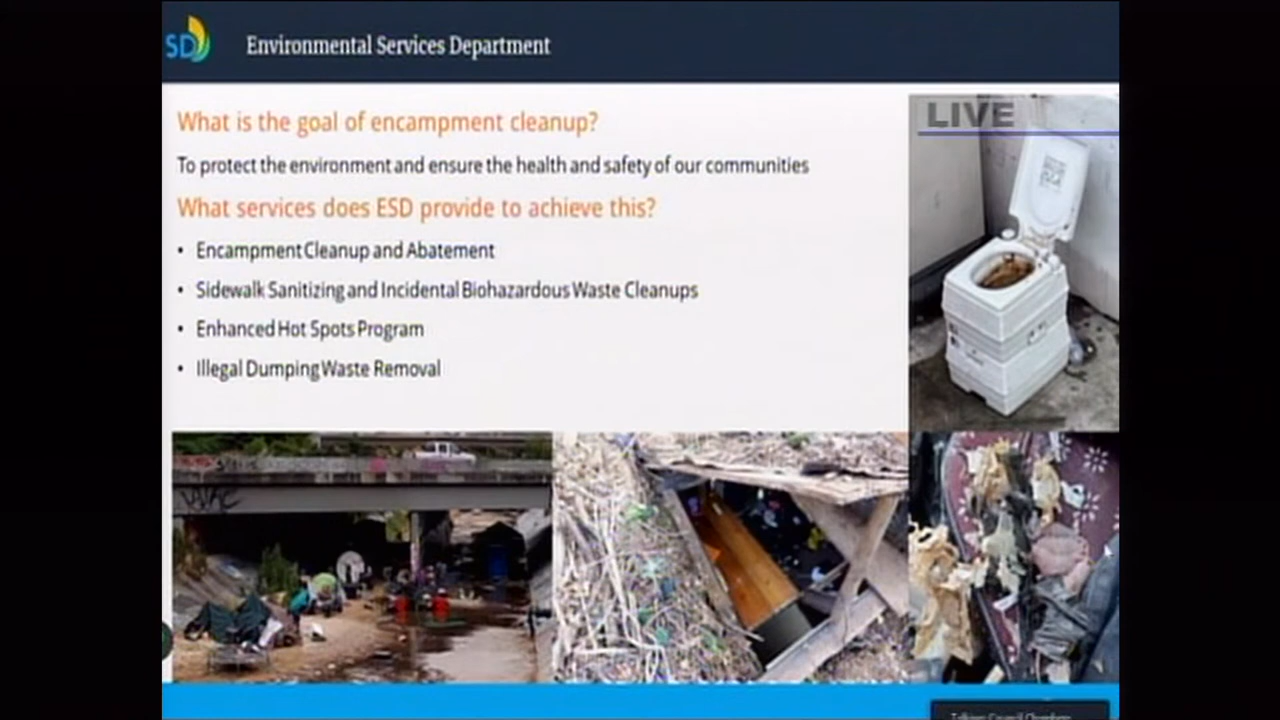 SD
Environmental Services Department
What is the goal of encampment cleanup?
LIVE
To protect the environment and ensure the health and safety of our communities
What services does ESD provide to achieve this?
• Encampment Cleanup and Abatement
• Sidewalk Sanitizing and Incidental Biohazardous Waste Cleanups
• Enhanced Hot Spots Program
• Illegal Dumping Waste Removal